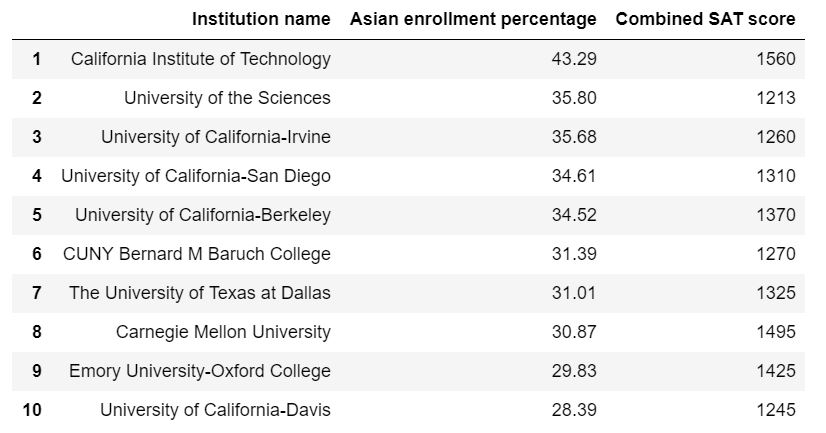 Institution name Asian enrollment percentage Combined SAT score
1 California Institute of Technology 43.29 1560
2 University of the Sciences 35.80 1213
3 University of California-Irvine 35.68 1260
4 University of California-San Diego 34.61 1310
5 University of California-Berkeley 34.52 1370
6 CUNY Bernard M Baruch College 31.39 1270
7 The University of Texas at Dallas 31.01 1325
8 Carnegie Mellon University 30.87 1495
9 Emory University-Oxford College 29.83 1425
10 University of California-Davis 28.39 1245